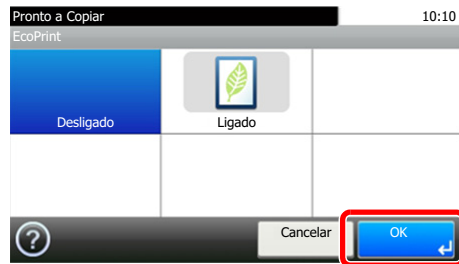 Pronto a Copiar 10:10
EcoPrint
Desligado Ligado
? Cancelar OK